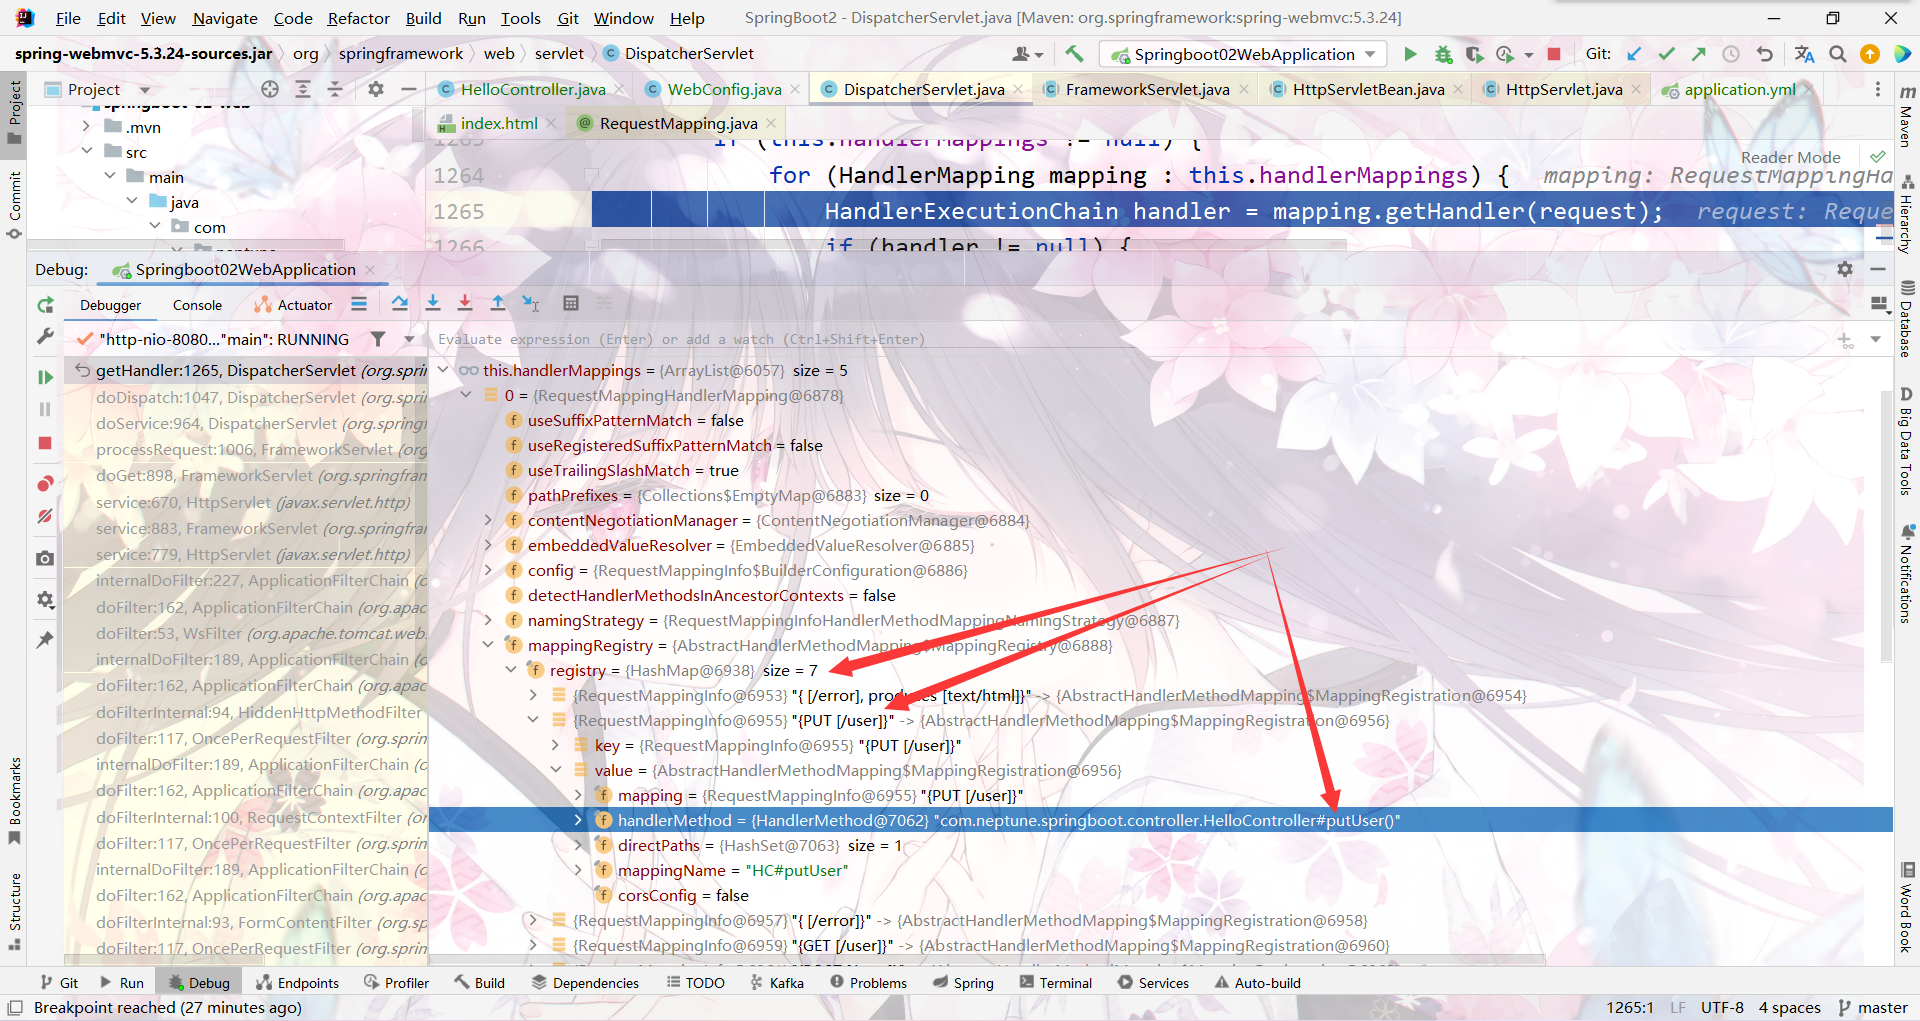 File Edit View Navigate Code Refactor Build Run Tools Git Window Help SpringBoot2 - DispatcherServlet.java [Maven: org.springframework:spring-webmvc:5.3.24]
spring-webmvc-5.3.24-sources.jar org springframework web servlet DispatcherServlet Springboot02WebApplication Git:
Project HelloController.java WebConfig.java DispatcherServlet.java FrameworkServlet.java HttpServletBean.java HttpServlet.java application.yml
index.html RequestMapping.java
.mvn
src
main
java
com
if (this.handlerMappings != null) {
Reader Mode
1264 for (HandlerMapping mapping : this.handlerMappings) { mapping: RequestMappingHa
1265 HandlerExecutionChain handler = mapping.getHandler(request); request: Reque
1266 if (handler != null) {
Debug: Springboot02WebApplication
Debugger Console Actuator
"http-nio-8080..."main": RUNNING
Evaluate expression (Enter) or add a watch (Ctrl+Shift+Enter)
getHandler:1265, DispatcherServlet (org.spri
doDispatch:1047, DispatcherServlet (org.spr
doService:964, DispatcherServlet (org.spring
processRequest:1006, FrameworkServlet (org
doGet:898, FrameworkServlet (org.springfran
service:670, HttpServlet (javax.servlet.http)
service:883, FrameworkServlet (org.springfra
service:779, HttpServlet (javax.servlet.http)
internalDoFilter:227, ApplicationFilterChain (c
doFilter:162, ApplicationFilterChain (org.apac
doFilter:53, WsFilter (org.apache.tomcat.web
internalDoFilter:189, ApplicationFilterChain (c
doFilter:162, ApplicationFilterChain (org.apac
doFilterInternal:94, HiddenHttpMethodFilter
doFilter:117, OncePerRequestFilter (org.sprin
internalDoFilter:189, ApplicationFilterChain (c
doFilter:162, ApplicationFilterChain (org.apac
doFilterInternal:100, RequestContextFilter (or
doFilter:117, OncePerRequestFilter (org.sprin
internalDoFilter:189, ApplicationFilterChain (c
doFilter:162, ApplicationFilterChain (org.apac
doFilterInternal:93, FormContentFilter (org.sp
doFilter:117, OncePerRequestFilter (org.sprin
this.handlerMappings = {ArrayList@6057} size = 5
0 = {RequestMappingHandlerMapping@6878}
useSuffixPatternMatch = false
useRegisteredSuffixPatternMatch = false
useTrailingSlashMatch = true
pathPrefixes = {Collections$EmptyMap@6883} size = 0
contentNegotiationManager = {ContentNegotiationManager@6884}
embeddedValueResolver = {EmbeddedValueResolver@6885}
config = {RequestMappingInfo$BuilderConfiguration@6886}
detectHandlerMethodsInAncestorContexts = false
namingStrategy = {RequestMappingInfoHandlerMethodMappingNamingStrategy@6887}
mappingRegistry = {AbstractHandlerMethodMapping$MappingRegistry@6888}
registry = {HashMap@6938} size = 7
{RequestMappingInfo@6953} "{ [/error], produces [text/html]}" -> {AbstractHandlerMethodMapping$MappingRegistration@6954}
{RequestMappingInfo@6955} "{PUT [/user]}" -> {AbstractHandlerMethodMapping$MappingRegistration@6956}
key = {RequestMappingInfo@6955} "{PUT [/user]}"
value = {AbstractHandlerMethodMapping$MappingRegistration@6956}
mapping = {RequestMappingInfo@6955} "{PUT [/user]}"
handlerMethod = {HandlerMethod@7062} "com.neptune.springboot.controller.HelloController#putUser()"
directPaths = {HashSet@7063} size = 1
mappingName = "HC#putUser"
corsConfig = false
{RequestMappingInfo@6957} "{ [/error]}" -> {AbstractHandlerMethodMapping$MappingRegistration@6958}
{RequestMappingInfo@6959} "{GET [/user]}" -> {AbstractHandlerMethodMapping$MappingRegistration@6960}
Project
Commit
Bookmarks
Structure
Maven
Hierarchy
Database
Big Data Tools
Notifications
Word Book
Git Run Debug Endpoints Profiler Build Dependencies TODO Kafka Problems Spring Terminal Services Auto-build
Breakpoint reached (27 minutes ago) 1265:1 LF UTF-8 4 spaces master